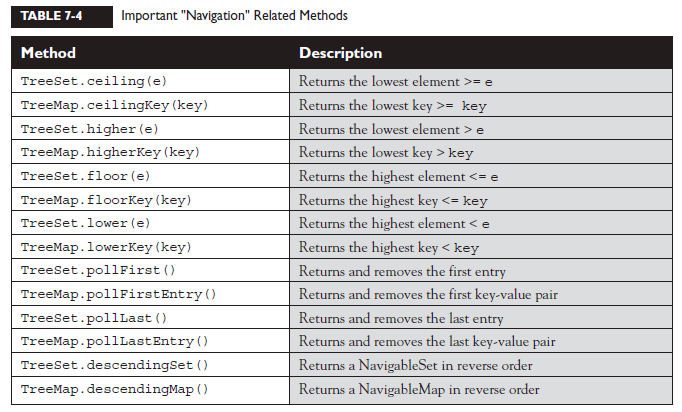 TABLE 7-4 Important "Navigation" Related Methods
Method Description
TreeSet.ceiling(e) Returns the lowest element >= e
TreeMap.ceilingKey(key) Returns the lowest key >= key
TreeSet.higher(e) Returns the lowest element > e
TreeMap.higherKey(key) Returns the lowest key > key
TreeSet.floor(e) Returns the highest element <= e
TreeMap.floorKey(key) Returns the highest key <= key
TreeSet.lower(e) Returns the highest element < e
TreeMap.lowerKey(key) Returns the highest key < key
TreeSet.pollFirst() Returns and removes the first entry
TreeMap.pollFirstEntry() Returns and removes the first key-value pair
TreeSet.pollLast() Returns and removes the last entry
TreeMap.pollLastEntry() Returns and removes the last key-value pair
TreeSet.descendingSet() Returns a NavigableSet in reverse order
TreeMap.descendingMap() Returns a NavigableMap in reverse order